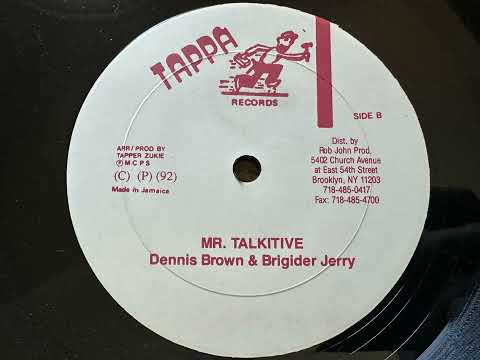 TAPPA
RECORDS
SIDE B
ARR / PROD BY
TAPPER ZUKIE
Ⓟ M C P S
(C) (P) (92)
Made in Jamaica
Dist. by
Rob John Prod,
5402 Church Avenue
at East 54th Street
Brooklyn, NY 11203
718-485-0417
Fax: 718-485-4700
MR. TALKITIVE
Dennis Brown & Brigider Jerry